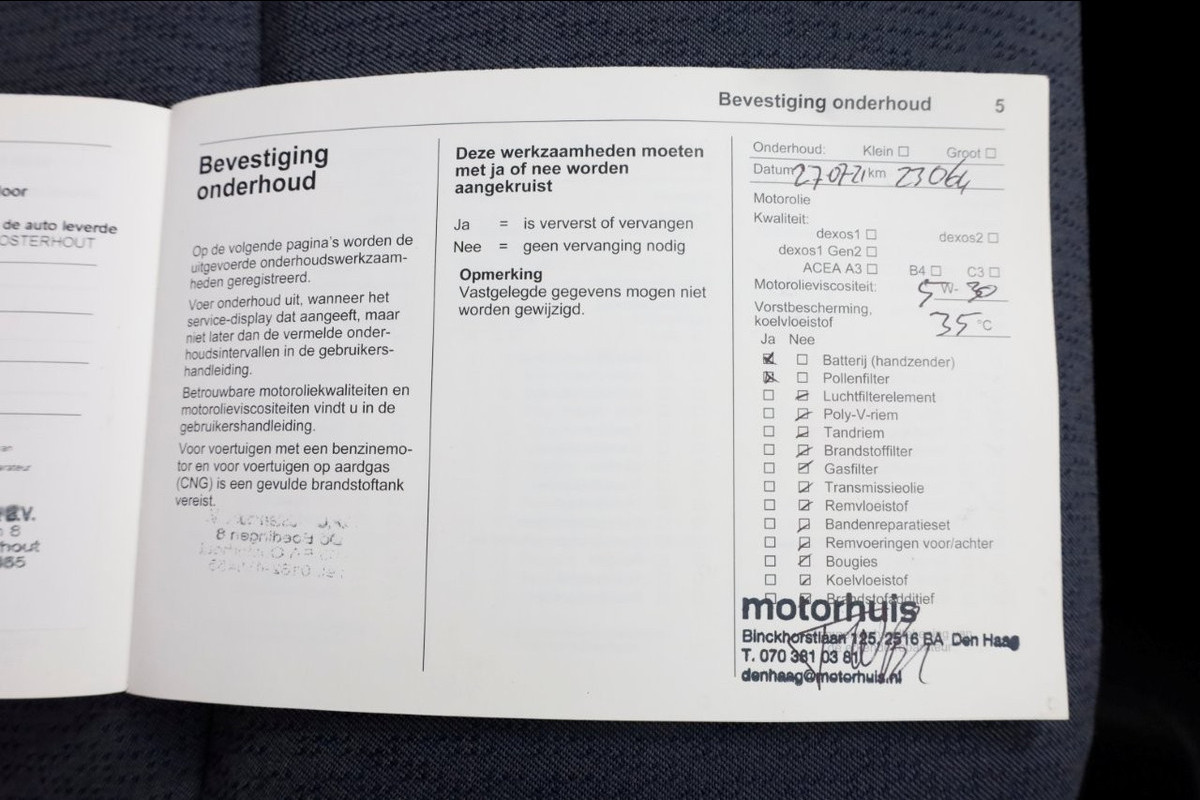 Bevestiging onderhoud 5
oor
de auto leverde
OSTERHOUT
B.V.
8
hout
Bevestiging
onderhoud
Op de volgende pagina's worden de
uitgevoerde onderhoudswerkzaam-
heden geregistreerd.
Voer onderhoud uit, wanneer het
service-display dat aangeeft, maar
niet later dan de vermelde onder-
houdsintervallen in de gebruikers-
handleiding.
Betrouwbare motoroliekwaliteiten en
motorolieviscositeiten vindt u in de
gebruikershandleiding.
Voor voertuigen met een benzinemo-
tor en voor voertuigen op aardgas
(CNG) is een gevulde brandstoftank
vereist.
Deze werkzaamheden moeten
met ja of nee worden
aangekruist
Ja = is ververst of vervangen
Nee = geen vervanging nodig
Opmerking
Vastgelegde gegevens mogen niet
worden gewijzigd.
Onderhoud: Klein Groot
Datum 27-07-21 km 23064
Motorolie
Kwaliteit:
dexos1 dexos2
dexos1 Gen2
ACEA A3 B4 C3
Motorolieviscositeit: 5 W- 30
Vorstbescherming,
koelvloeistof 35 °C
Ja Nee
Batterij (handzender)
Pollenfilter
Luchtfilterelement
Poly-V-riem
Tandriem
Brandstoffilter
Gasfilter
Transmissieolie
Remvloeistof
Bandenreparatieset
Remvoeringen voor/achter
Bougies
Koelvloeistof
Brandstofadditief
motorhuis
Binckhorstlaan 125, 2516 BA Den Haag
T. 070 381 03 81
denhaag@motorhuis.nl